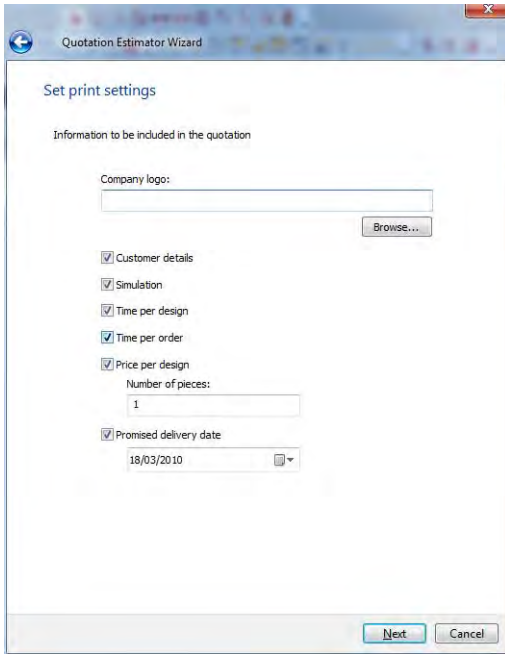 Quotation Estimator Wizard
Set print settings
Information to be included in the quotation
Company logo:
Browse...
Customer details
Simulation
Time per design
Time per order
Price per design
Number of pieces:
1
Promised delivery date
18/03/2010
Next Cancel